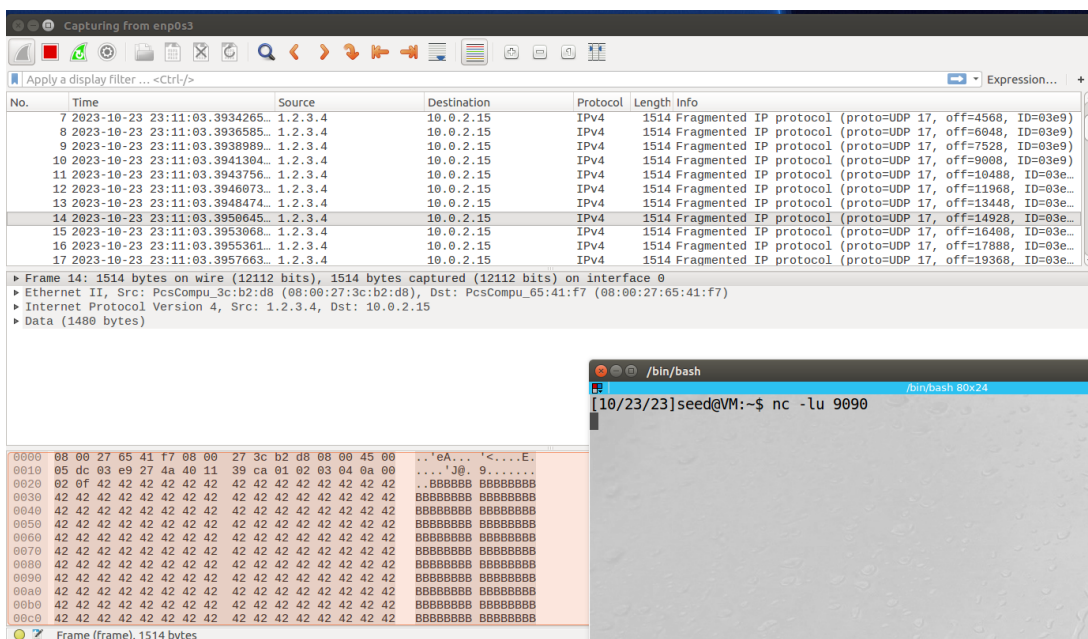 Capturing from enp0s3
Apply a display filter ... <Ctrl-/>
Expression... +
No. Time Source Destination Protocol Length Info
7 2023-10-23 23:11:03.3934265… 1.2.3.4 10.0.2.15 IPv4 1514 Fragmented IP protocol (proto=UDP 17, off=4568, ID=03e9)
8 2023-10-23 23:11:03.3936585… 1.2.3.4 10.0.2.15 IPv4 1514 Fragmented IP protocol (proto=UDP 17, off=6048, ID=03e9)
9 2023-10-23 23:11:03.3938989… 1.2.3.4 10.0.2.15 IPv4 1514 Fragmented IP protocol (proto=UDP 17, off=7528, ID=03e9)
10 2023-10-23 23:11:03.3941304… 1.2.3.4 10.0.2.15 IPv4 1514 Fragmented IP protocol (proto=UDP 17, off=9008, ID=03e9)
11 2023-10-23 23:11:03.3943756… 1.2.3.4 10.0.2.15 IPv4 1514 Fragmented IP protocol (proto=UDP 17, off=10488, ID=03e…
12 2023-10-23 23:11:03.3946073… 1.2.3.4 10.0.2.15 IPv4 1514 Fragmented IP protocol (proto=UDP 17, off=11968, ID=03e…
13 2023-10-23 23:11:03.3948474… 1.2.3.4 10.0.2.15 IPv4 1514 Fragmented IP protocol (proto=UDP 17, off=13448, ID=03e…
14 2023-10-23 23:11:03.3950645… 1.2.3.4 10.0.2.15 IPv4 1514 Fragmented IP protocol (proto=UDP 17, off=14928, ID=03e…
15 2023-10-23 23:11:03.3953068… 1.2.3.4 10.0.2.15 IPv4 1514 Fragmented IP protocol (proto=UDP 17, off=16408, ID=03e…
16 2023-10-23 23:11:03.3955361… 1.2.3.4 10.0.2.15 IPv4 1514 Fragmented IP protocol (proto=UDP 17, off=17888, ID=03e…
17 2023-10-23 23:11:03.3957663… 1.2.3.4 10.0.2.15 IPv4 1514 Fragmented IP protocol (proto=UDP 17, off=19368, ID=03e…
Frame 14: 1514 bytes on wire (12112 bits), 1514 bytes captured (12112 bits) on interface 0
Ethernet II, Src: PcsCompu_3c:b2:d8 (08:00:27:3c:b2:d8), Dst: PcsCompu_65:41:f7 (08:00:27:65:41:f7)
Internet Protocol Version 4, Src: 1.2.3.4, Dst: 10.0.2.15
Data (1480 bytes)
/bin/bash
/bin/bash 80x24
[10/23/23]seed@VM:~$ nc -lu 9090
0000 08 00 27 65 41 f7 08 00 27 3c b2 d8 08 00 45 00 ..'eA... '<....E.
0010 05 dc 03 e9 27 4a 40 11 39 ca 01 02 03 04 0a 00 ....'J@. 9.......
0020 02 0f 42 42 42 42 42 42 42 42 42 42 42 42 42 42 ..BBBBBB BBBBBBBB
0030 42 42 42 42 42 42 42 42 42 42 42 42 42 42 42 42 BBBBBBBB BBBBBBBB
0040 42 42 42 42 42 42 42 42 42 42 42 42 42 42 42 42 BBBBBBBB BBBBBBBB
0050 42 42 42 42 42 42 42 42 42 42 42 42 42 42 42 42 BBBBBBBB BBBBBBBB
0060 42 42 42 42 42 42 42 42 42 42 42 42 42 42 42 42 BBBBBBBB BBBBBBBB
0070 42 42 42 42 42 42 42 42 42 42 42 42 42 42 42 42 BBBBBBBB BBBBBBBB
0080 42 42 42 42 42 42 42 42 42 42 42 42 42 42 42 42 BBBBBBBB BBBBBBBB
0090 42 42 42 42 42 42 42 42 42 42 42 42 42 42 42 42 BBBBBBBB BBBBBBBB
00a0 42 42 42 42 42 42 42 42 42 42 42 42 42 42 42 42 BBBBBBBB BBBBBBBB
00b0 42 42 42 42 42 42 42 42 42 42 42 42 42 42 42 42 BBBBBBBB BBBBBBBB
00c0 42 42 42 42 42 42 42 42 42 42 42 42 42 42 42 42 BBBBBBBB BBBBBBBB
Frame (frame), 1514 bytes